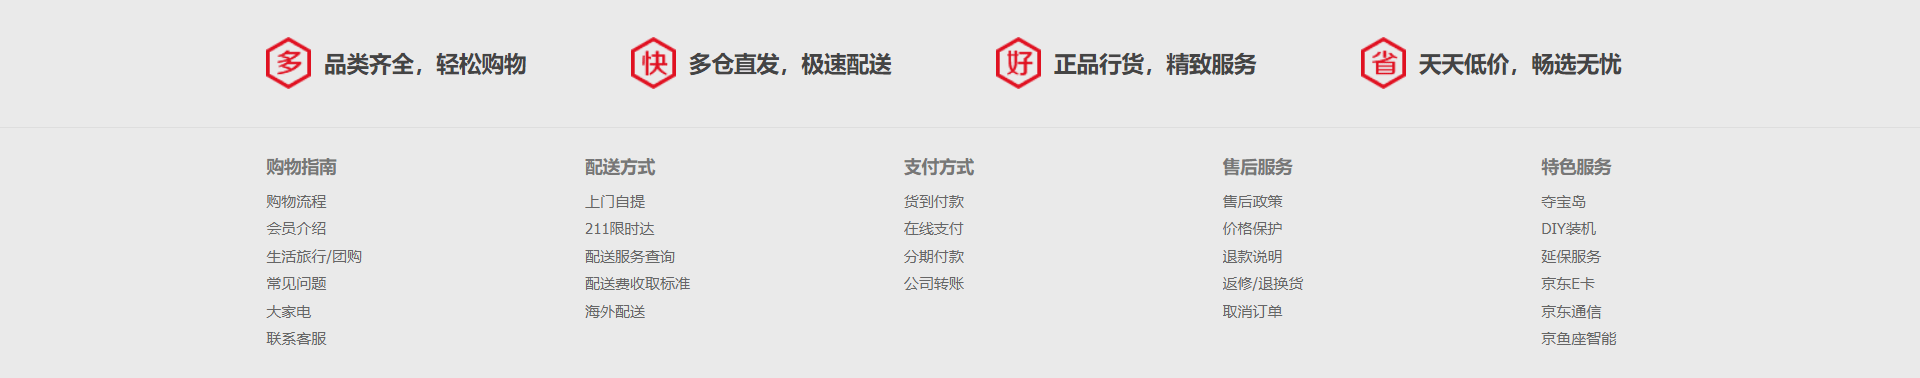 多 品类齐全，轻松购物
快 多仓直发，极速配送
好 正品行货，精致服务
省 天天低价，畅选无忧
购物指南
购物流程
会员介绍
生活旅行/团购
常见问题
大家电
联系客服
配送方式
上门自提
211限时达
配送服务查询
配送费收取标准
海外配送
支付方式
货到付款
在线支付
分期付款
公司转账
售后服务
售后政策
价格保护
退款说明
返修/退换货
取消订单
特色服务
夺宝岛
DIY装机
延保服务
京东E卡
京东通信
京鱼座智能